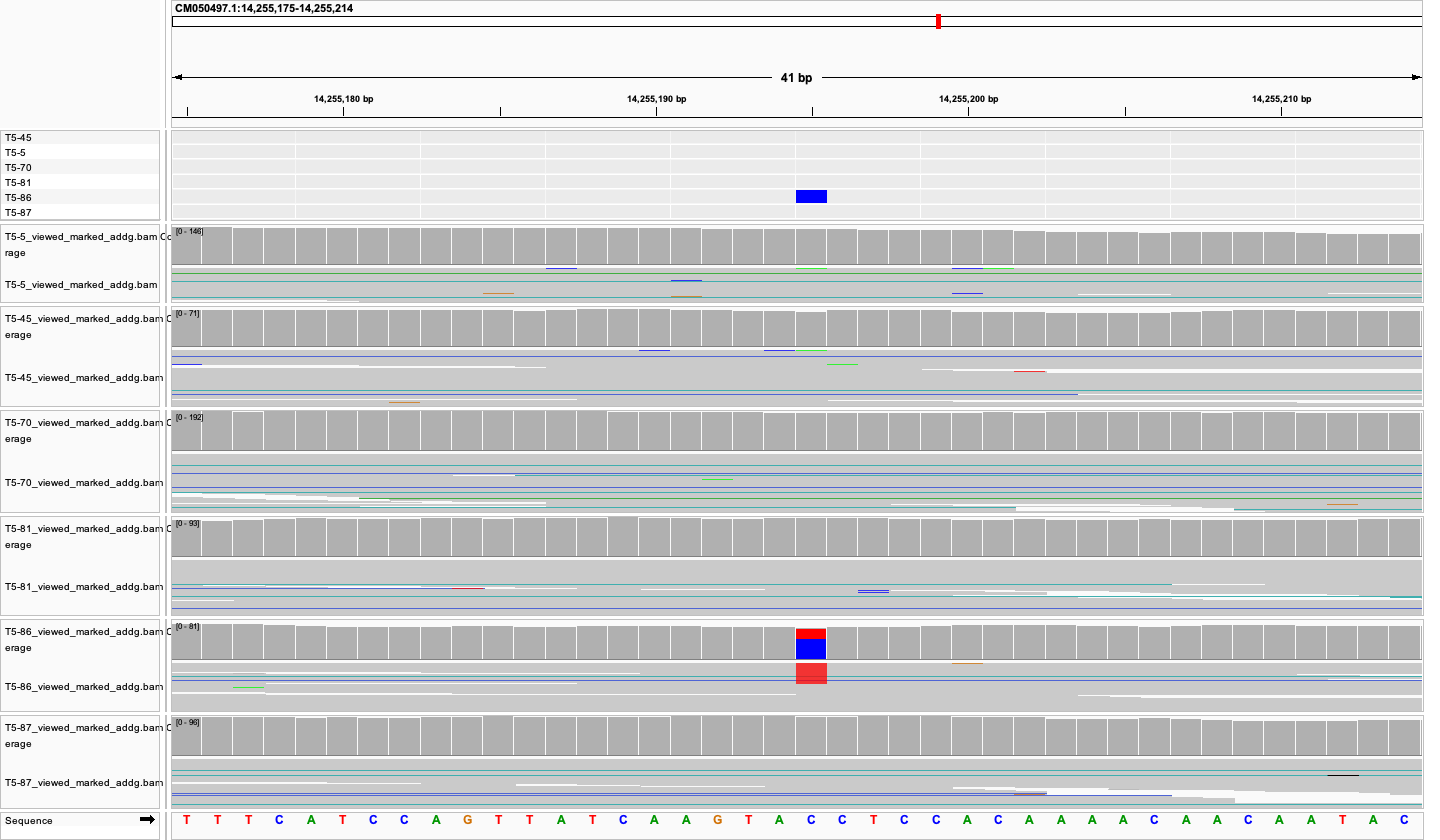 CM050497.1:14,255,175-14,255,214
41 bp
14,255,180 bp 14,255,190 bp 14,255,200 bp 14,255,210 bp
T5-45
T5-5
T5-70
T5-81
T5-86
T5-87
T5-5_viewed_marked_addg.bam Co [0 - 146]
rage
T5-5_viewed_marked_addg.bam
T5-45_viewed_marked_addg.bam C [0 - 71]
erage
T5-45_viewed_marked_addg.bam
T5-70_viewed_marked_addg.bam C [0 - 192]
erage
T5-70_viewed_marked_addg.bam
T5-81_viewed_marked_addg.bam C [0 - 93]
erage
T5-81_viewed_marked_addg.bam
T5-86_viewed_marked_addg.bam C [0 - 81]
erage
T5-86_viewed_marked_addg.bam
T5-87_viewed_marked_addg.bam C [0 - 96]
erage
T5-87_viewed_marked_addg.bam
Sequence T T T C A T C C A G T T A T C A A G T A C C T C C A C A A A A C A A C A A T A C